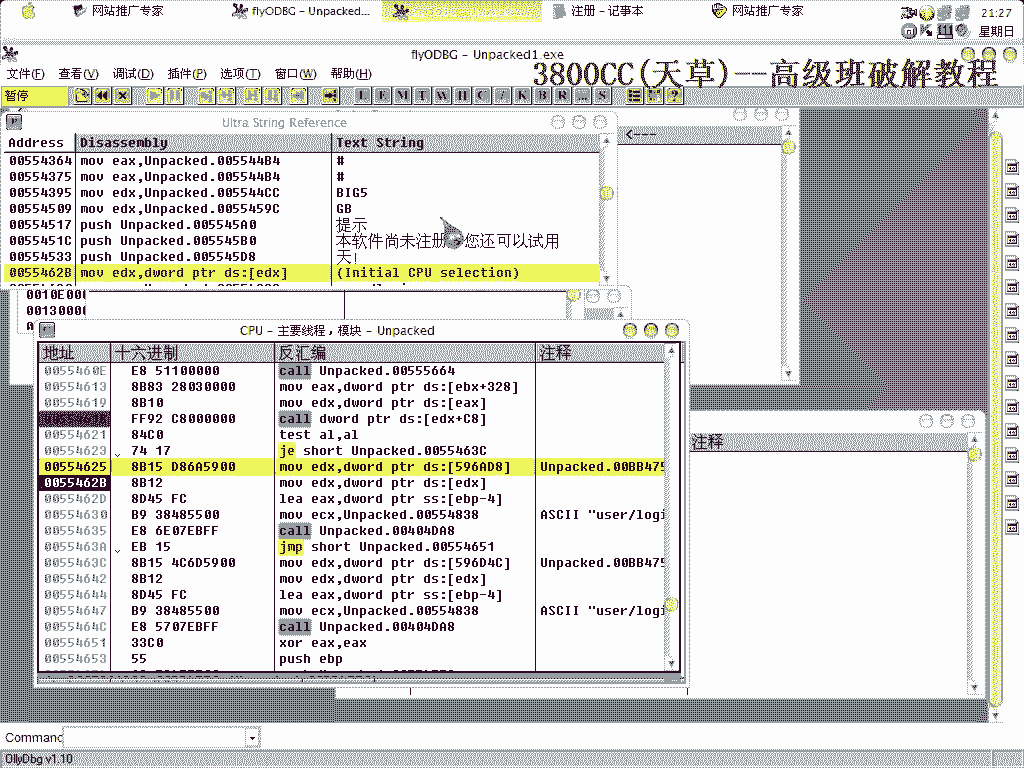 网站推广专家
flyODBG - Unpacked...
注册 - 记事本
网站推广专家
21:27
星期日
flyODBG - Unpacked1.exe
文件(F) 查看(V) 调试(D) 插件(P) 选项(T) 窗口(W) 帮助(H)
3800CC(天草)--高级班破解教程
暂停
L E M T W H C / K B R ... S
Ultra String Reference
<---
Address Disassembly Text String
00554364 mov eax,Unpacked.005544B4 #
00554375 mov eax,Unpacked.005544B4 #
00554395 mov edx,Unpacked.005544CC BIG5
00554509 mov edx,Unpacked.0055459C GB
00554517 push Unpacked.005545A0 提示
0055451C push Unpacked.005545B0 本软件尚未注册 您还可以试用
00554533 push Unpacked.005545D8 天!
0055462B mov edx,dword ptr ds:[edx] (Initial CPU selection)
0010E00
0013000
CPU - 主要线程, 模块 - Unpacked
地址 十六进制 反汇编 注释
0055460E E8 51100000 call Unpacked.00555664
00554613 8B83 28030000 mov eax,dword ptr ds:[ebx+328]
00554619 8B10 mov edx,dword ptr ds:[eax]
FF92 C8000000 call dword ptr ds:[edx+C8]
00554621 84C0 test al,al
00554623 74 17 je short Unpacked.0055463C
00554625 8B15 D86A5900 mov edx,dword ptr ds:[596AD8] Unpacked.00BB475
0055462B 8B12 mov edx,dword ptr ds:[edx]
0055462D 8D45 FC lea eax,dword ptr ss:[ebp-4]
00554630 B9 38485500 mov ecx,Unpacked.00554838 ASCII "user/logi
00554635 E8 6E07EBFF call Unpacked.00404DA8
0055463A EB 15 jmp short Unpacked.00554651
0055463C 8B15 4C6D5900 mov edx,dword ptr ds:[596D4C] Unpacked.00BB475
00554642 8B12 mov edx,dword ptr ds:[edx]
00554644 8D45 FC lea eax,dword ptr ss:[ebp-4]
00554647 B9 38485500 mov ecx,Unpacked.00554838 ASCII "user/logi
0055464C E8 5707EBFF call Unpacked.00404DA8
00554651 33C0 xor eax,eax
00554653 55 push ebp
注释
Command
OllyDbg v1.10